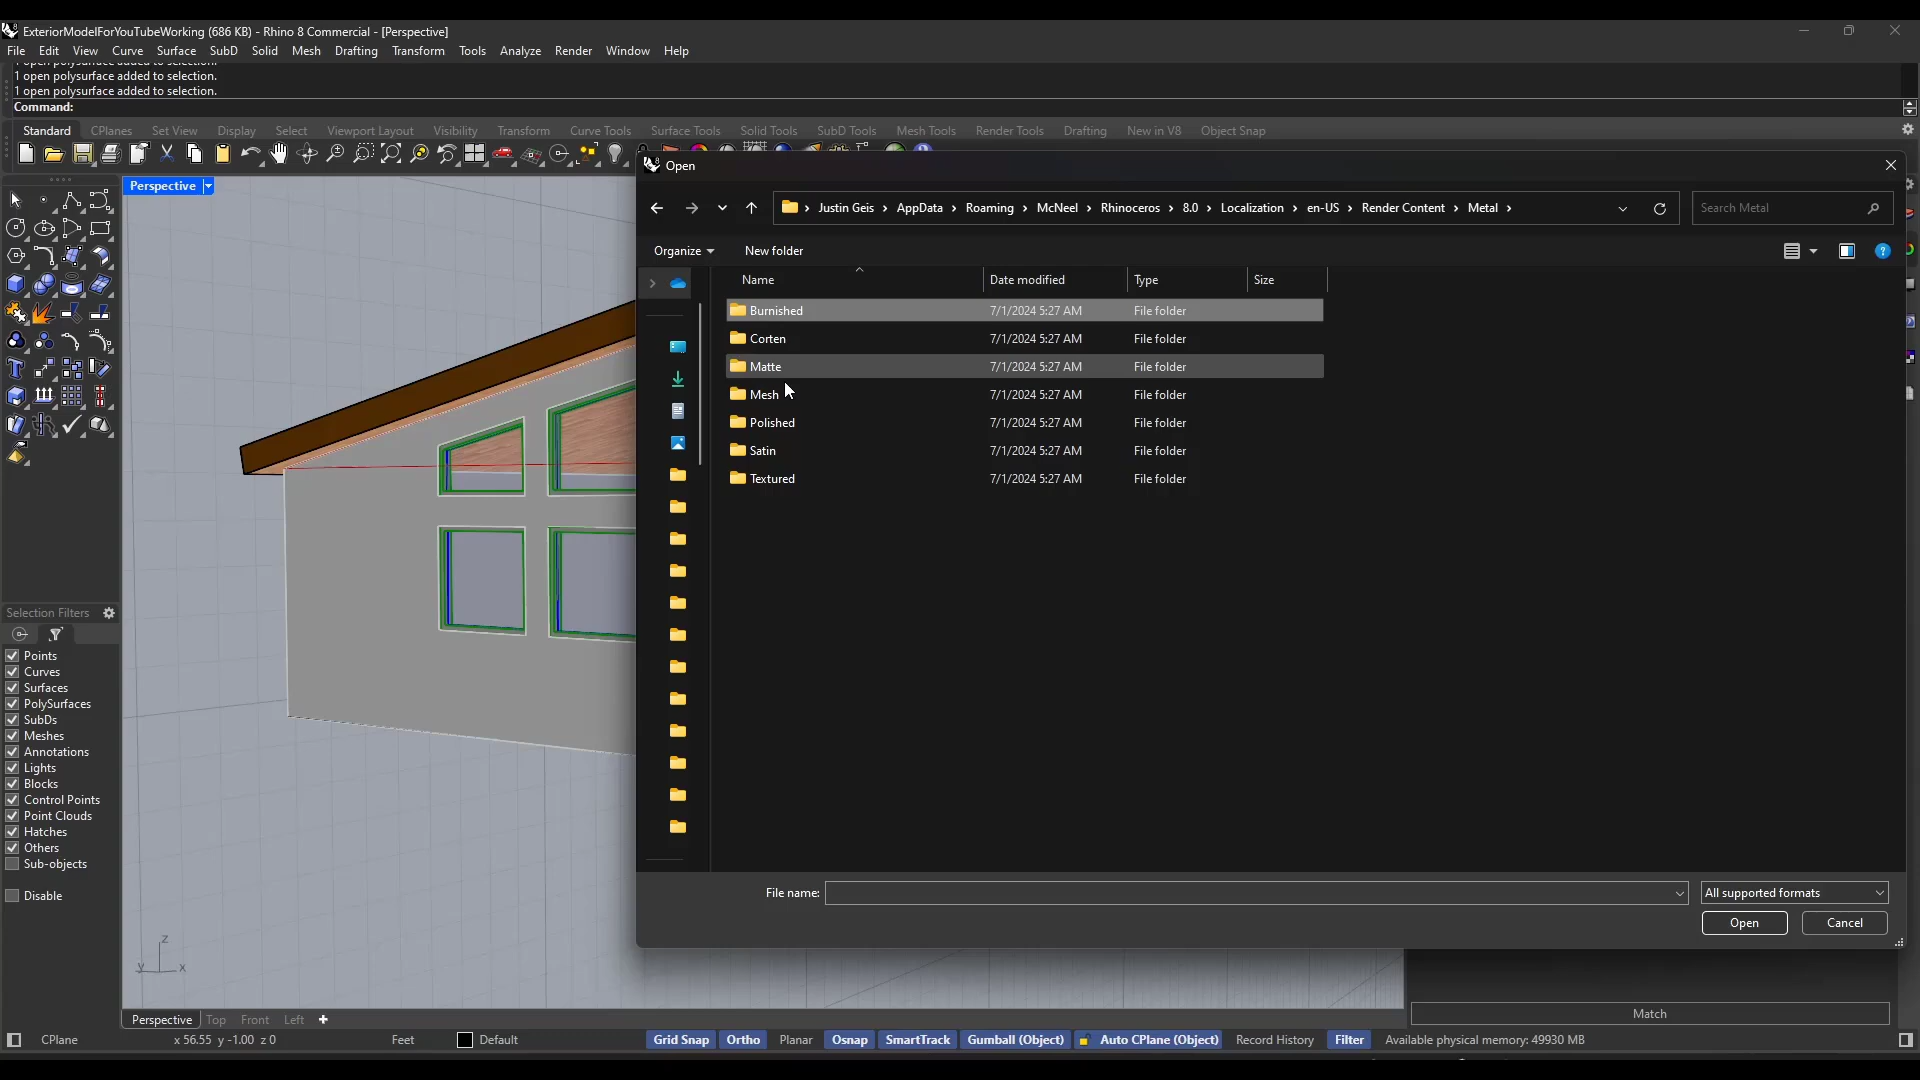 ExteriorModelForYouTubeWorking (686 KB) - Rhino 8 Commercial - [Perspective]
File Edit View Curve Surface SubD Solid Mesh Drafting Transform Tools Analyze Render Window Help
1 open polysurface added to selection.
1 open polysurface added to selection.
1 open polysurface added to selection.
Command:
Standard CPlanes Set View Display Select Viewport Layout Visibility Transform Curve Tools Surface Tools Solid Tools SubD Tools Mesh Tools Render Tools Drafting New in V8 Object Snap
Perspective
Open
Justin Geis › AppData › Roaming › McNeel › Rhinoceros › 8.0 › Localization › en-US › Render Content › Metal ›
Search Metal
Organize New folder
Name Date modified Type Size
Burnished 7/1/2024 5:27 AM File folder
Corten 7/1/2024 5:27 AM File folder
Matte 7/1/2024 5:27 AM File folder
Mesh 7/1/2024 5:27 AM File folder
Polished 7/1/2024 5:27 AM File folder
Satin 7/1/2024 5:27 AM File folder
Textured 7/1/2024 5:27 AM File folder
File name:
All supported formats
Open Cancel
Selection Filters
Points
Curves
Surfaces
PolySurfaces
SubDs
Meshes
Annotations
Lights
Blocks
Control Points
Point Clouds
Hatches
Others
Sub-objects
Disable
z
y x
Match
Perspective Top Front Left
CPlane x 56.55 y -1.00 z 0 Feet Default Grid Snap Ortho Planar Osnap SmartTrack Gumball (Object) Auto CPlane (Object) Record History Filter Available physical memory: 49930 MB